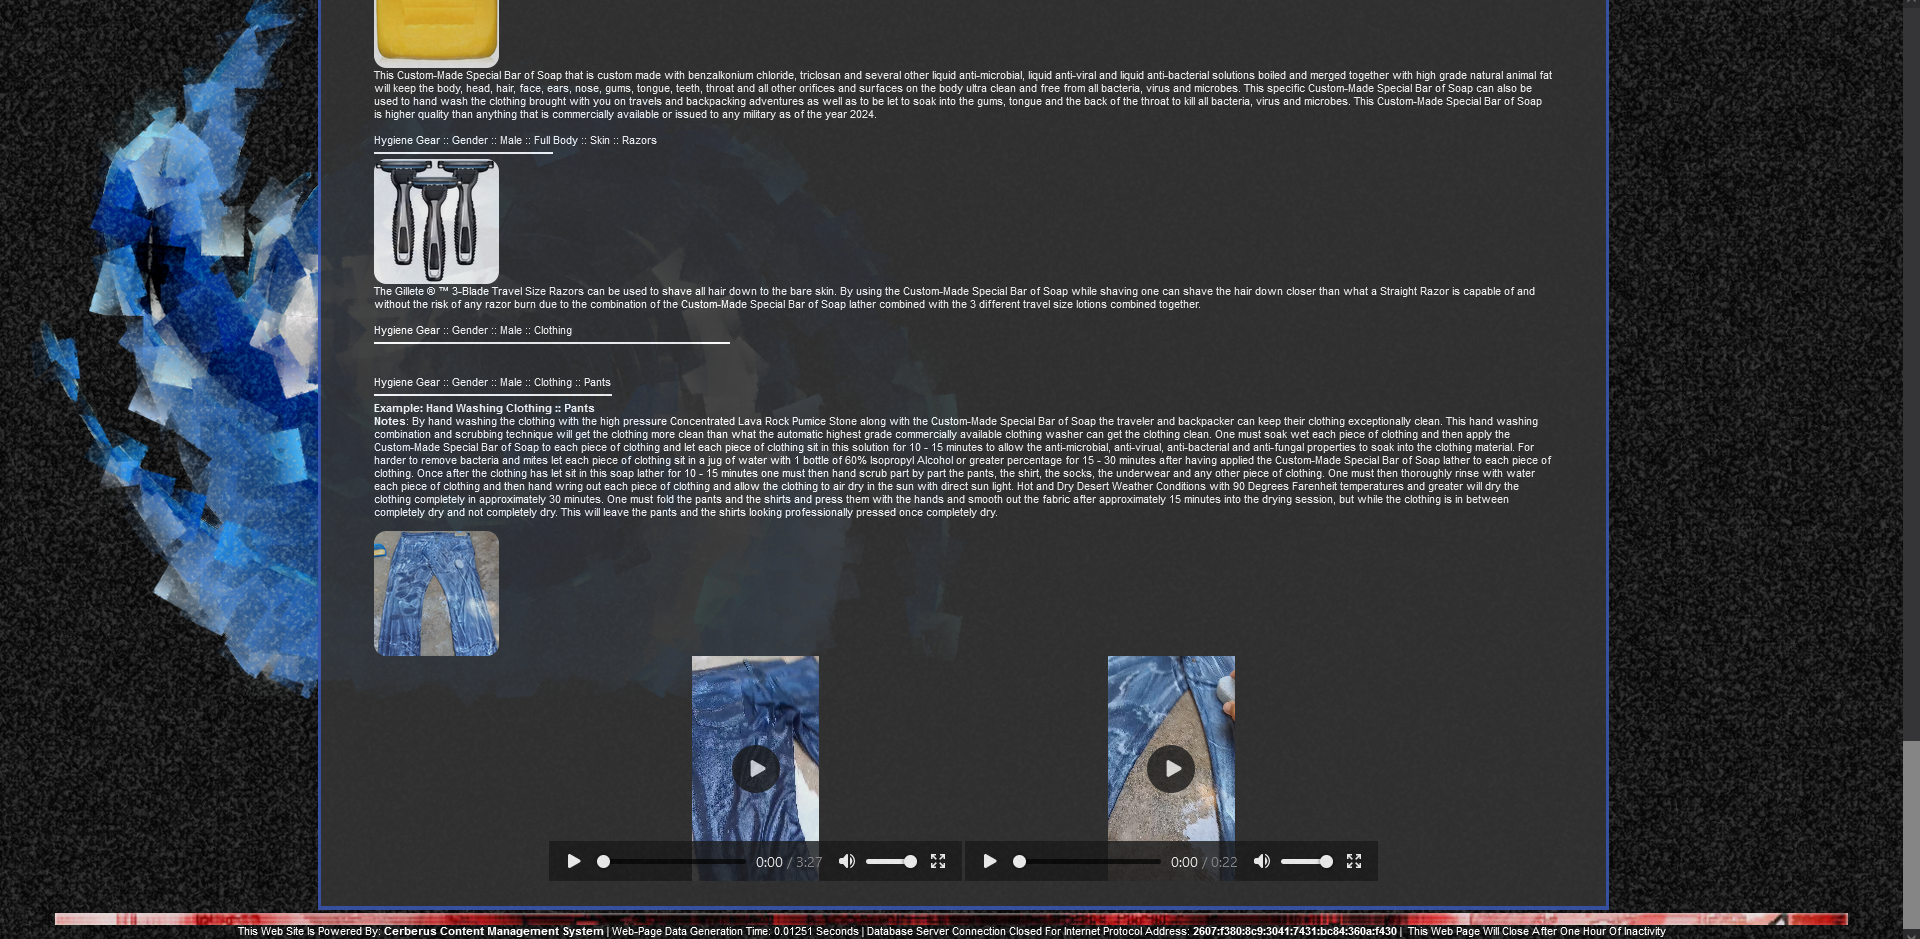 This Custom-Made Special Bar of Soap that is custom made with benzalkonium chloride, triclosan and several other liquid anti-microbial, liquid anti-viral and liquid anti-bacterial solutions boiled and merged together with high grade natural animal fat
will keep the body, head, hair, face, ears, nose, gums, tongue, teeth, throat and all other orifices and surfaces on the body ultra clean and free from all bacteria, virus and microbes. This specific Custom-Made Special Bar of Soap can also be
used to hand wash the clothing brought with you on travels and backpacking adventures as well as to be let to soak into the gums, tongue and the back of the throat to kill all bacteria, virus and microbes. This Custom-Made Special Bar of Soap
is higher quality than anything that is commercially available or issued to any military as of the year 2024.
Hygiene Gear :: Gender :: Male :: Full Body :: Skin :: Razors
The Gillete ® ™ 3-Blade Travel Size Razors can be used to shave all hair down to the bare skin. By using the Custom-Made Special Bar of Soap while shaving one can shave the hair down closer than what a Straight Razor is capable of and
without the risk of any razor burn due to the combination of the Custom-Made Special Bar of Soap lather combined with the 3 different travel size lotions combined together.
Hygiene Gear :: Gender :: Male :: Clothing
Hygiene Gear :: Gender :: Male :: Clothing :: Pants
Example: Hand Washing Clothing :: Pants
Notes: By hand washing the clothing with the high pressure Concentrated Lava Rock Pumice Stone along with the Custom-Made Special Bar of Soap the traveler and backpacker can keep their clothing exceptionally clean. This hand washing
combination and scrubbing technique will get the clothing more clean than what the automatic highest grade commercially available clothing washer can get the clothing clean. One must soak wet each piece of clothing and then apply the
Custom-Made Special Bar of Soap to each piece of clothing and let each piece of clothing sit in this solution for 10 - 15 minutes to allow the anti-microbial, anti-virual, anti-bacterial and anti-fungal properties to soak into the clothing material. For
harder to remove bacteria and mites let each piece of clothing sit in a jug of water with 1 bottle of 60% Isopropyl Alcohol or greater percentage for 15 - 30 minutes after having applied the Custom-Made Special Bar of Soap lather to each piece of
clothing. Once after the clothing has let sit in this soap lather for 10 - 15 minutes one must then hand scrub part by part the pants, the shirt, the socks, the underwear and any other piece of clothing. One must then thoroughly rinse with water
each piece of clothing and then hand wring out each piece of clothing and allow the clothing to air dry in the sun with direct sun light. Hot and Dry Desert Weather Conditions with 90 Degrees Farenheit temperatures and greater will dry the
clothing completely in approximately 30 minutes. One must fold the pants and the shirts and press them with the hands and smooth out the fabric after approximately 15 minutes into the drying session, but while the clothing is in between
completely dry and not completely dry. This will leave the pants and the shirts looking professionally pressed once completely dry.
0:00 / 3:27
0:00 / 0:22
This Web Site Is Powered By: Cerberus Content Management System | Web-Page Data Generation Time: 0.01251 Seconds | Database Server Connection Closed For Internet Protocol Address: 2607:f380:8c9:3041:7431:bc84:360a:f430 | This Web Page Will Close After One Hour Of Inactivity